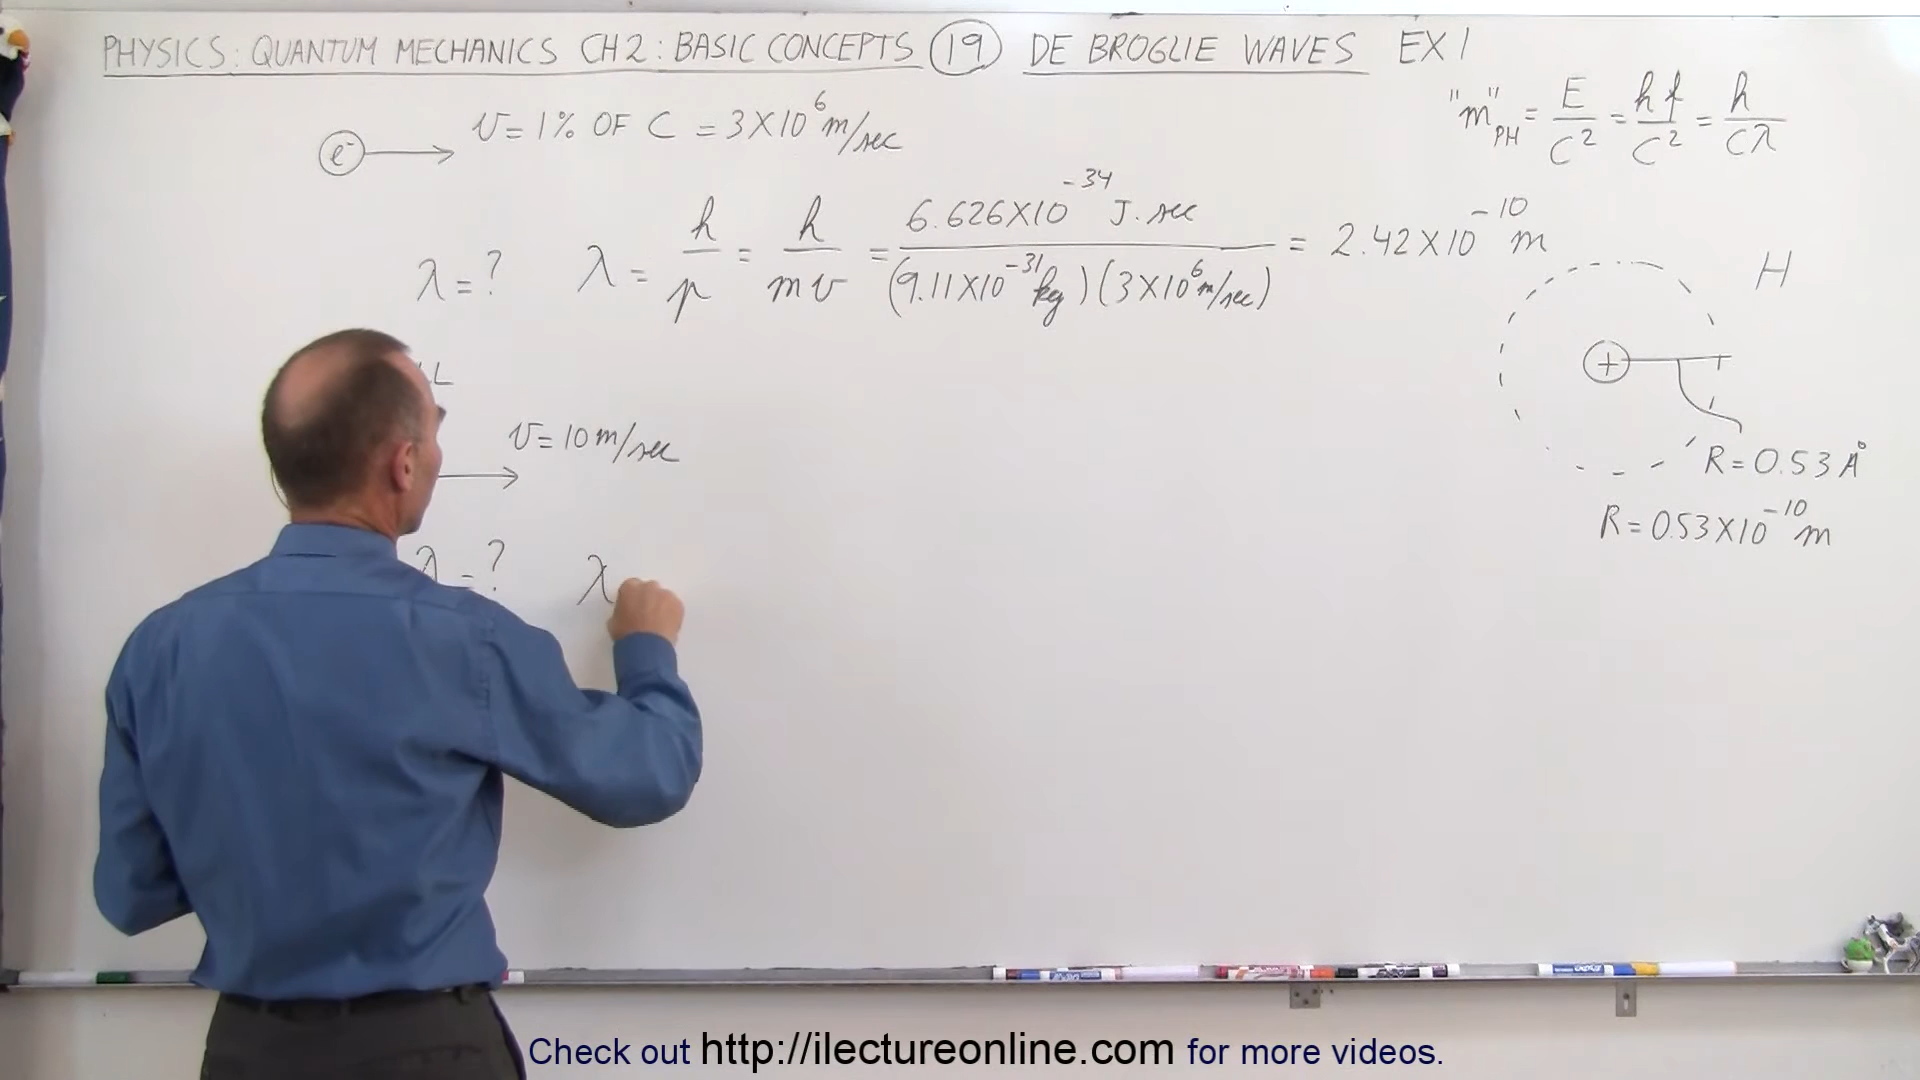 PHYSICS: QUANTUM MECHANICS CH2: BASIC CONCEPTS 19 DE BROGLIE WAVES EX 1
e⁻ → v = 1% OF C = 3X10⁶ m/sec
"m"PH = E/C² = hf/C² = h/Cλ
λ = ? λ = h/p = h/mv = 6.626X10⁻³⁴ J.sec / (9.11X10⁻³¹ kg)(3X10⁶ m/sec) = 2.42X10⁻¹⁰ m
H
+
v = 10 m/sec
R = 0.53 Å
R = 0.53X10⁻¹⁰ m
λ = ? λ
Check out http://ilectureonline.com for more videos.